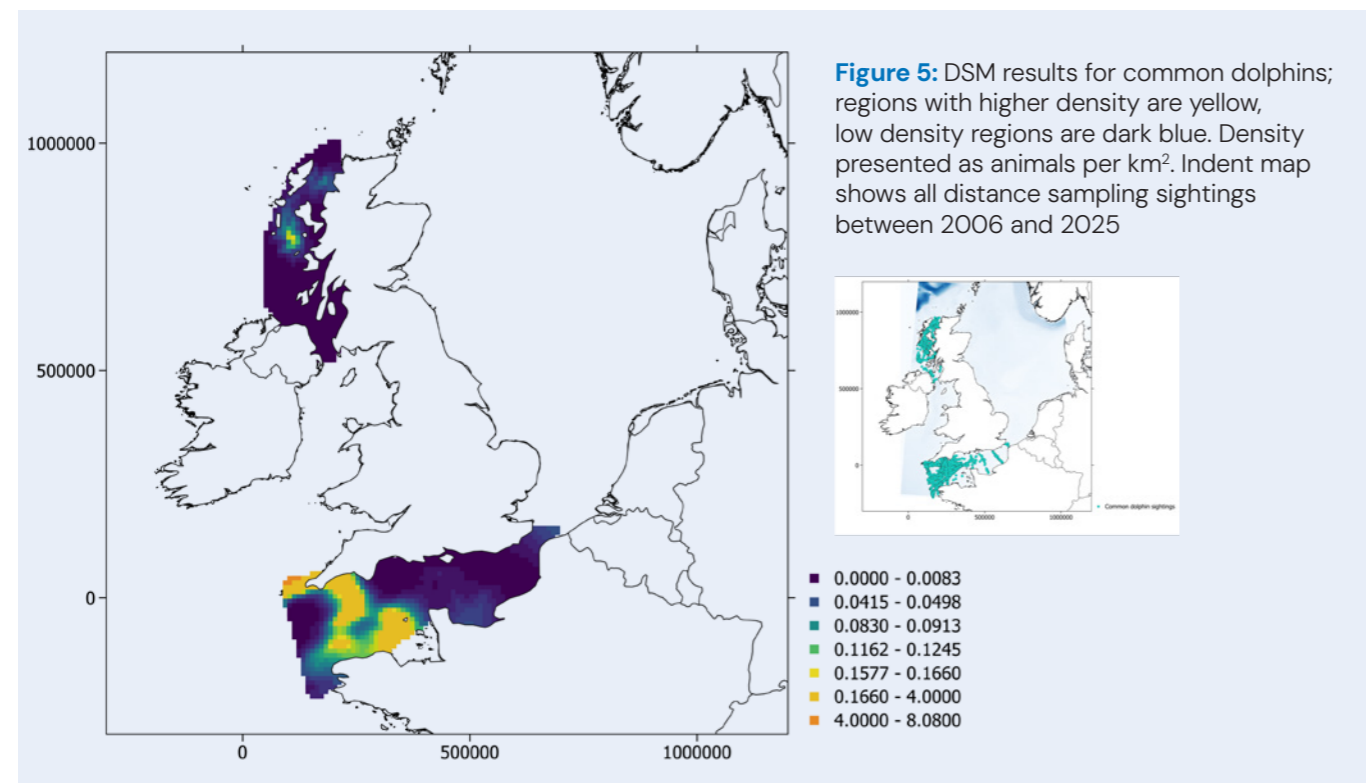 Figure 5: DSM results for common dolphins;
regions with higher density are yellow,
low density regions are dark blue. Density
presented as animals per km². Indent map
shows all distance sampling sightings
between 2006 and 2025
1000000
500000
0
0
500000
1000000
1000000
500000
0
0
500000
1000000
Common dolphin sightings
0.0000 - 0.0083
0.0415 - 0.0498
0.0830 - 0.0913
0.1162 - 0.1245
0.1577 - 0.1660
0.1660 - 4.0000
4.0000 - 8.0800